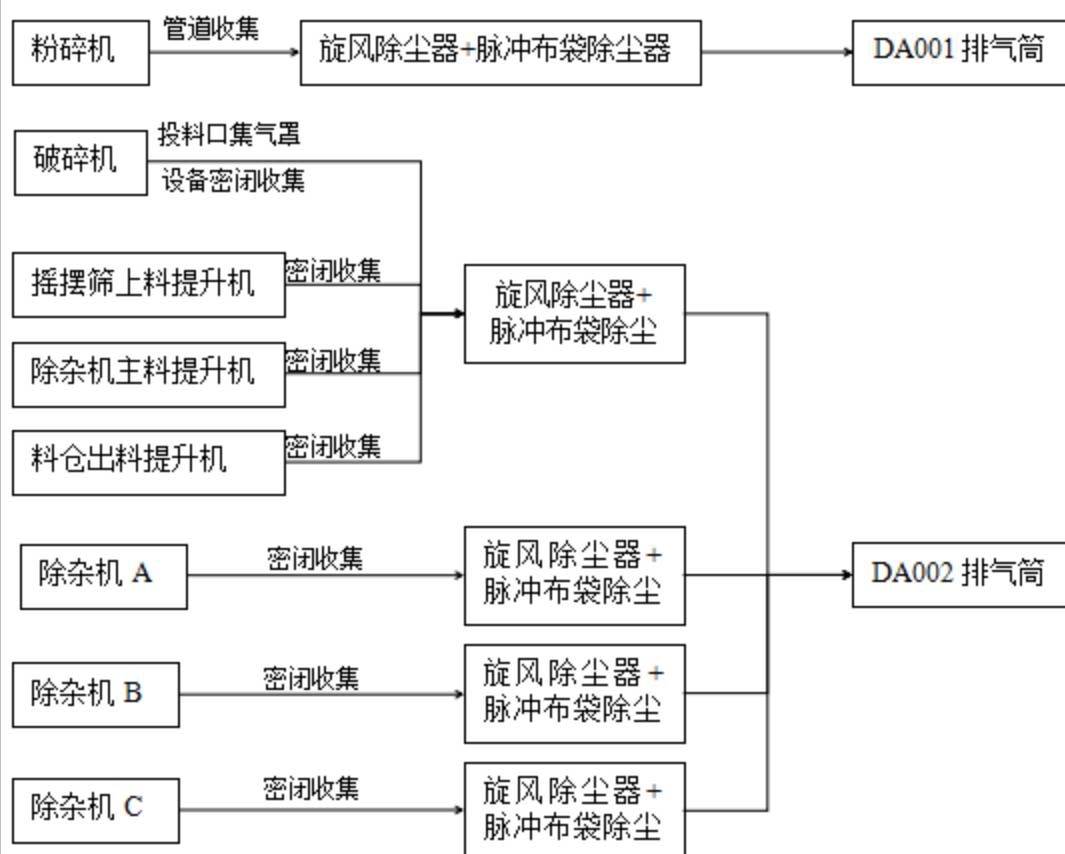 粉碎机
管道收集
旋风除尘器+脉冲布袋除尘器
DA001 排气筒
破碎机
投料口集气罩
设备密闭收集
摇摆筛上料提升机
密闭收集
除杂机主料提升机
密闭收集
料仓出料提升机
密闭收集
旋风除尘器+
脉冲布袋除尘
除杂机 A
密闭收集
旋风除尘器+
脉冲布袋除尘
DA002 排气筒
除杂机 B
密闭收集
旋风除尘器+
脉冲布袋除尘
除杂机 C
密闭收集
旋风除尘器+
脉冲布袋除尘